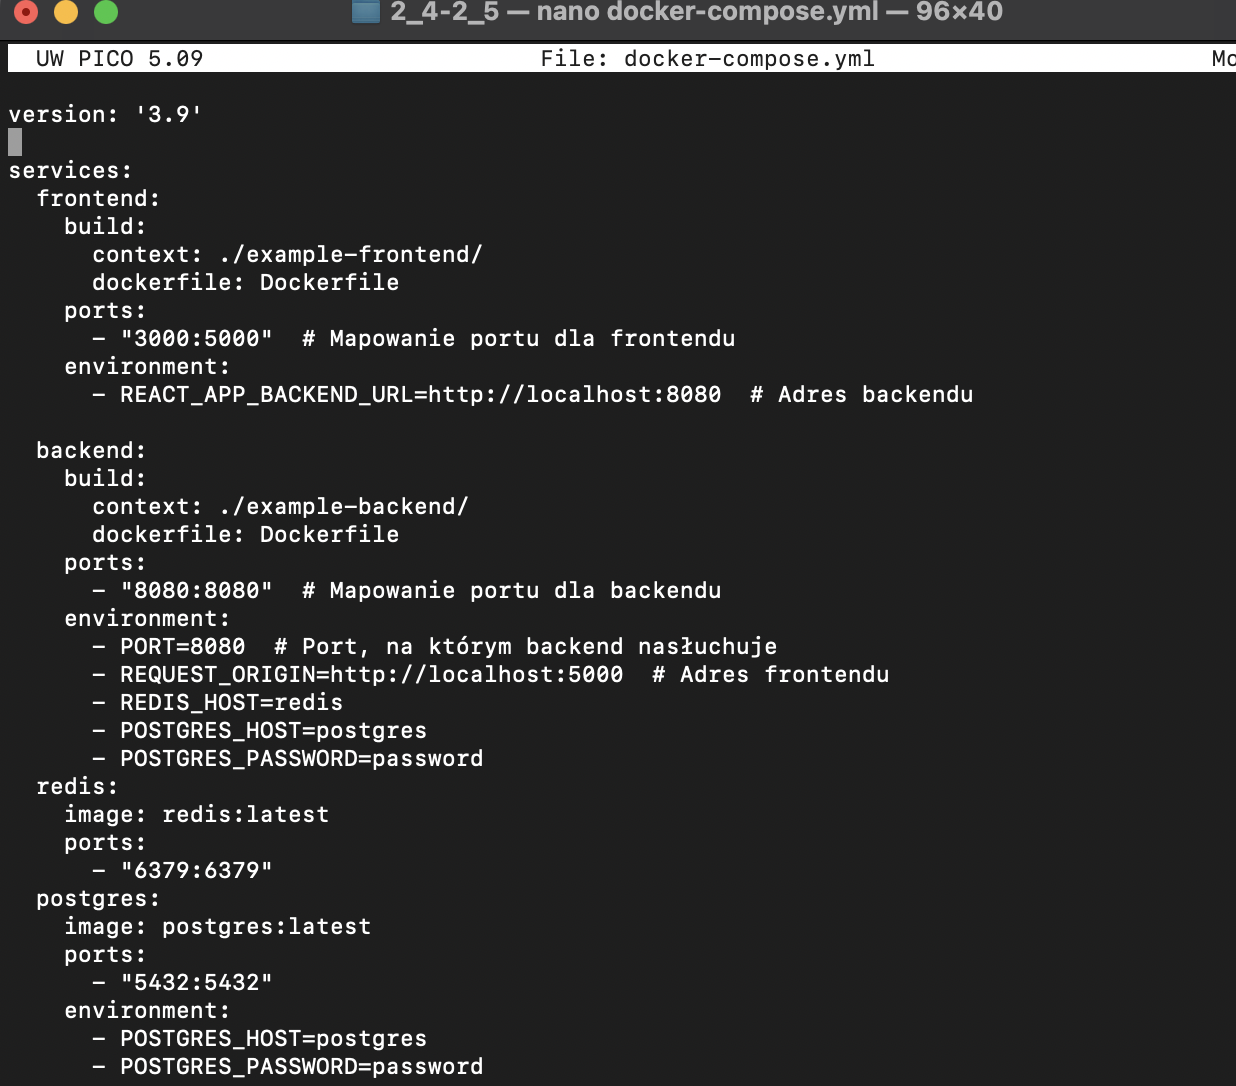 2_4-2_5 — nano docker-compose.yml — 96×40
UW PICO 5.09 File: docker-compose.yml
version: '3.9'
services:
  frontend:
    build:
      context: ./example-frontend/
      dockerfile: Dockerfile
    ports:
      - "3000:5000"  # Mapowanie portu dla frontendu
    environment:
      - REACT_APP_BACKEND_URL=http://localhost:8080  # Adres backendu
  backend:
    build:
      context: ./example-backend/
      dockerfile: Dockerfile
    ports:
      - "8080:8080"  # Mapowanie portu dla backendu
    environment:
      - PORT=8080  # Port, na którym backend nasłuchuje
      - REQUEST_ORIGIN=http://localhost:5000  # Adres frontendu
      - REDIS_HOST=redis
      - POSTGRES_HOST=postgres
      - POSTGRES_PASSWORD=password
  redis:
    image: redis:latest
    ports:
      - "6379:6379"
  postgres:
    image: postgres:latest
    ports:
      - "5432:5432"
    environment:
      - POSTGRES_HOST=postgres
      - POSTGRES_PASSWORD=password